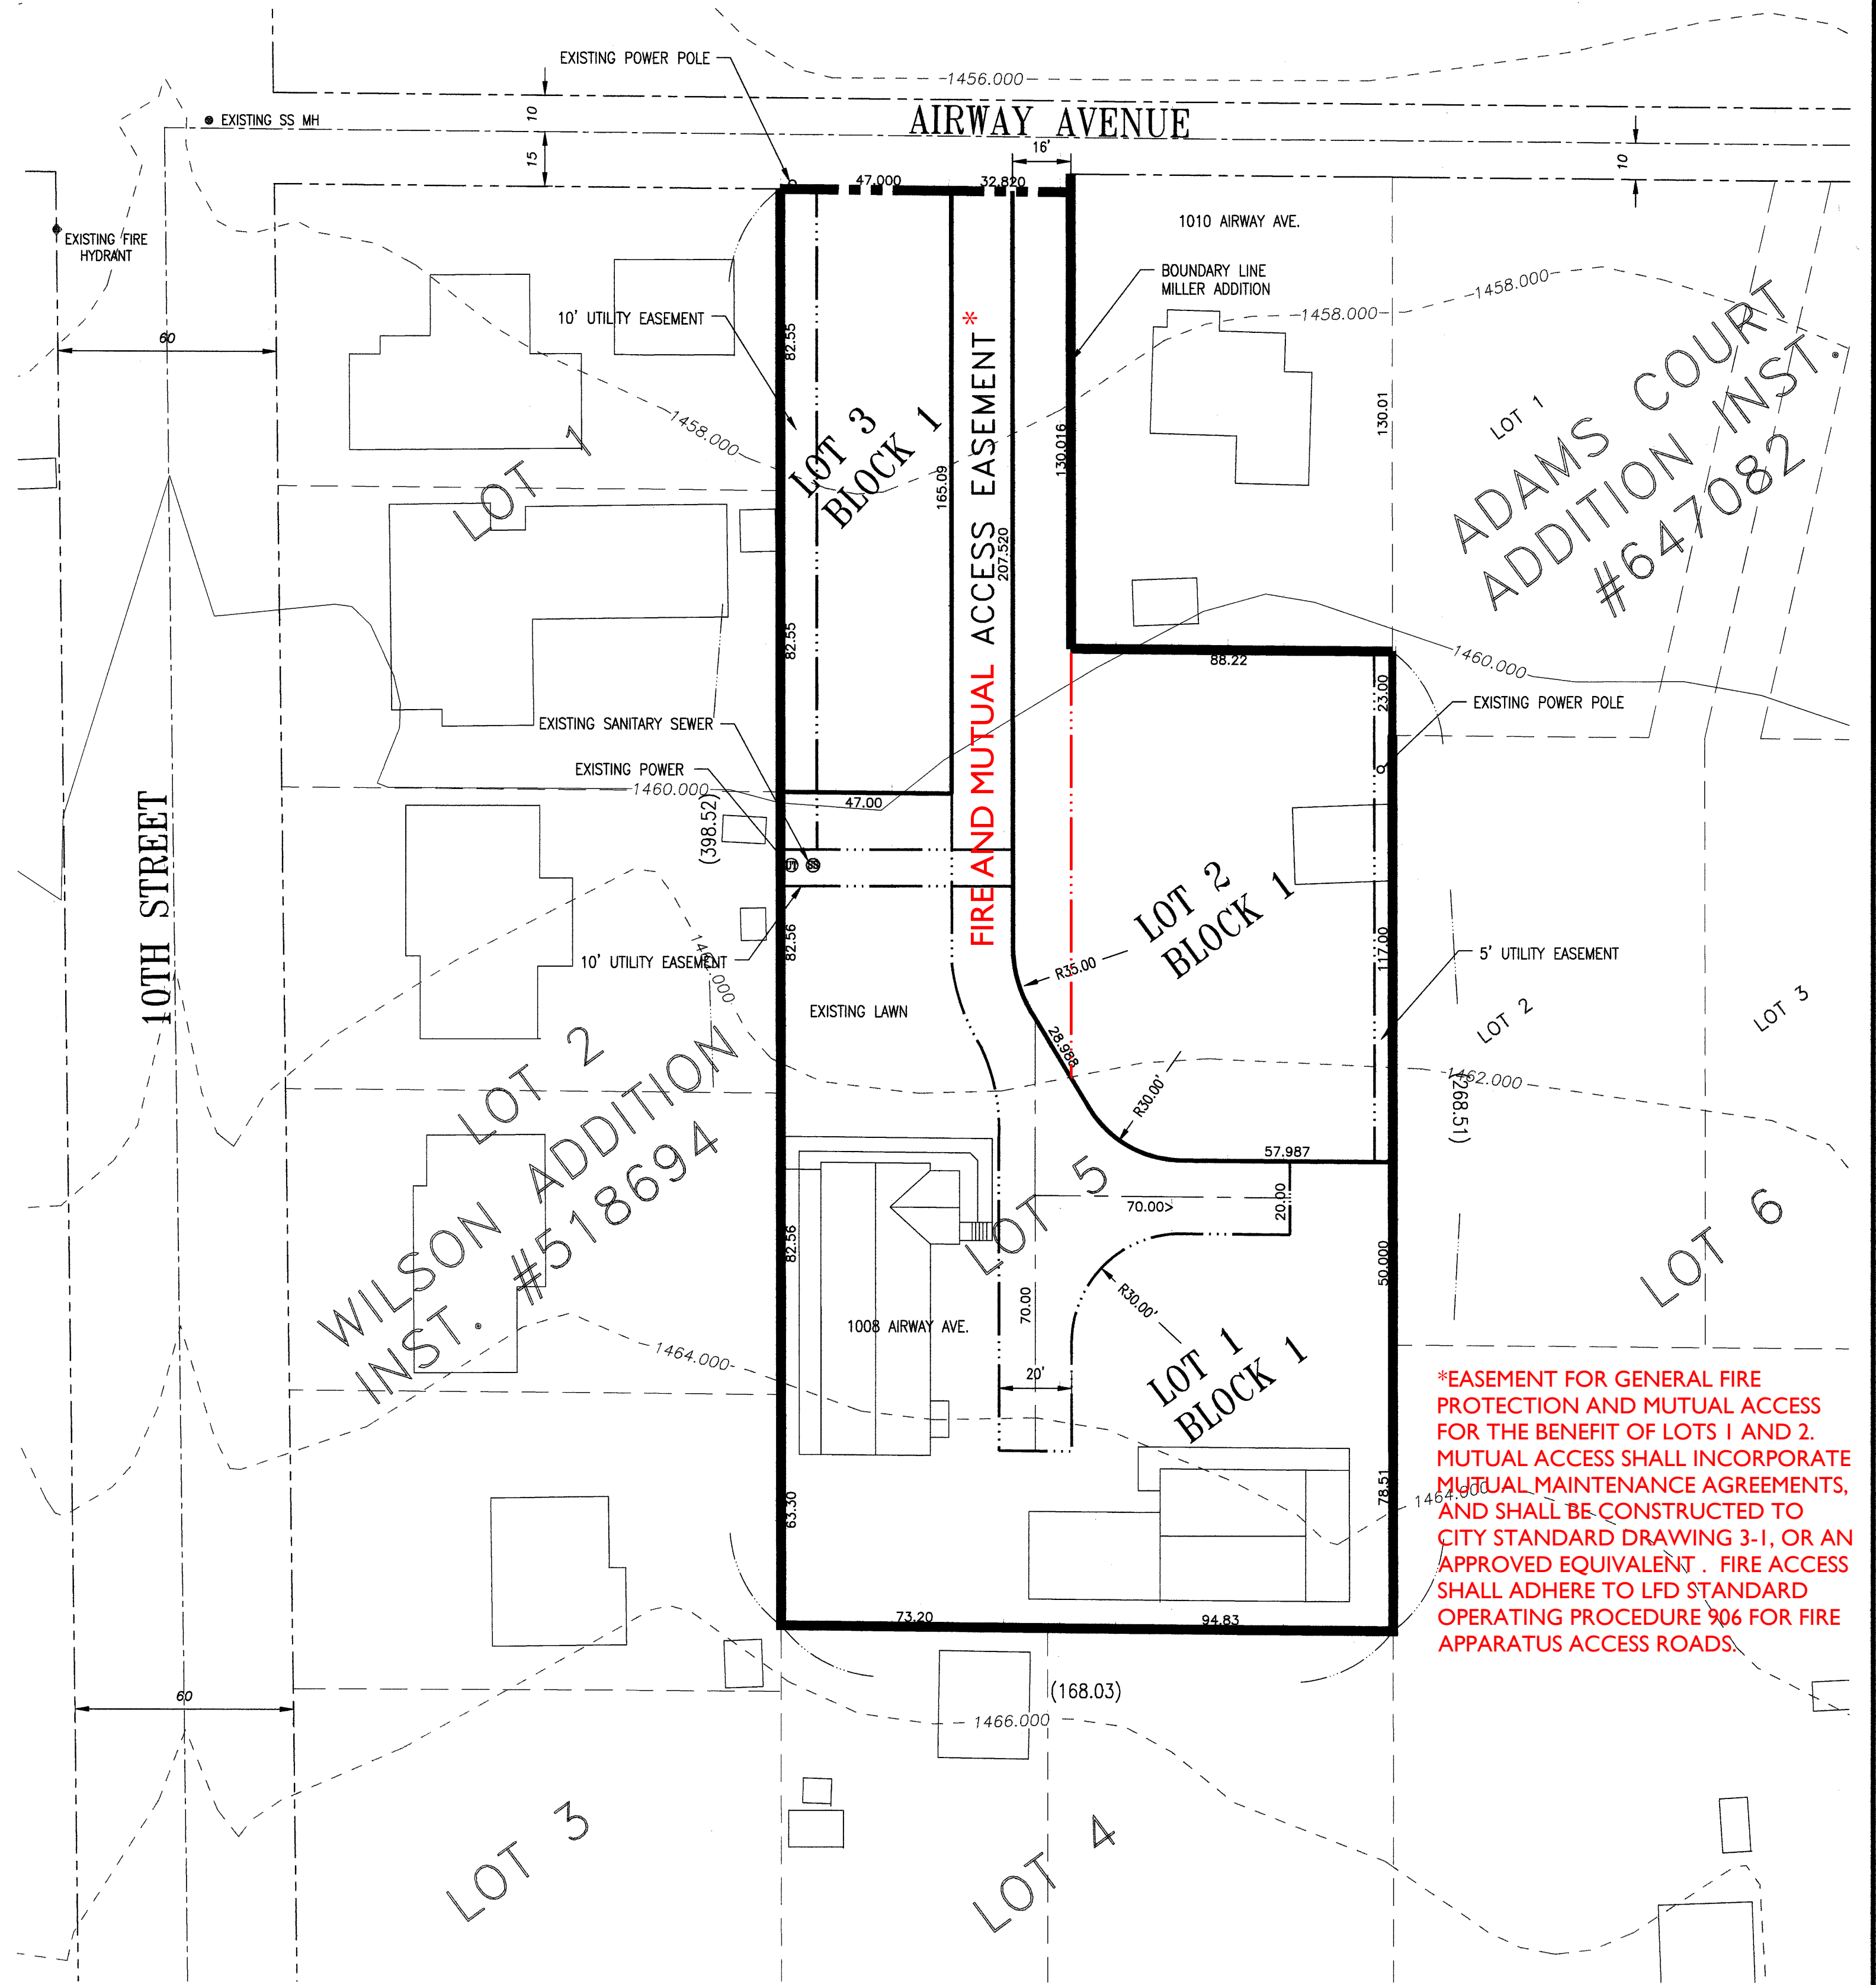 EXISTING POWER POLE
1456.000
EXISTING SS MH
10
AIRWAY AVENUE
15
16'
10
47.000
32.820
1010 AIRWAY AVE.
EXISTING FIRE
HYDRANT
BOUNDARY LINE
MILLER ADDITION
1458.000
1458.000
10' UTILITY EASEMENT
60
82.55
1458.000
LOT 3
BLOCK 1
165.09
FIRE AND MUTUAL ACCESS EASEMENT *
207.520
130.016
130.01
LOT 1
ADAMS COURT
ADDITION INST.
#647082
LOT 1
82.55
88.22
1460.000
23.00
EXISTING POWER POLE
EXISTING SANITARY SEWER
EXISTING POWER
1460.000
47.00
(398.52)
UT
SS
10TH STREET
82.56
10' UTILITY EASEMENT
1462.000
EXISTING LAWN
R35.00
LOT 2
BLOCK 1
117.00
5' UTILITY EASEMENT
LOT 2
LOT 3
28.988
R30.00'
1462.000
(268.51)
57.987
LOT 2
WILSON ADDITION
INST. #518694
82.56
LOT 5
70.00>
20.00
50.000
LOT 6
70.00
R30.00'
1008 AIRWAY AVE.
1464.000
20'
LOT 1
BLOCK 1
*EASEMENT FOR GENERAL FIRE
PROTECTION AND MUTUAL ACCESS
FOR THE BENEFIT OF LOTS 1 AND 2.
MUTUAL ACCESS SHALL INCORPORATE
MUTUAL MAINTENANCE AGREEMENTS,
AND SHALL BE CONSTRUCTED TO
CITY STANDARD DRAWING 3-1, OR AN
APPROVED EQUIVALENT . FIRE ACCESS
SHALL ADHERE TO LFD STANDARD
OPERATING PROCEDURE 906 FOR FIRE
APPARATUS ACCESS ROADS.
1464.000
63.30
78.51
73.20
94.83
60
(168.03)
1466.000
LOT 3
LOT 4